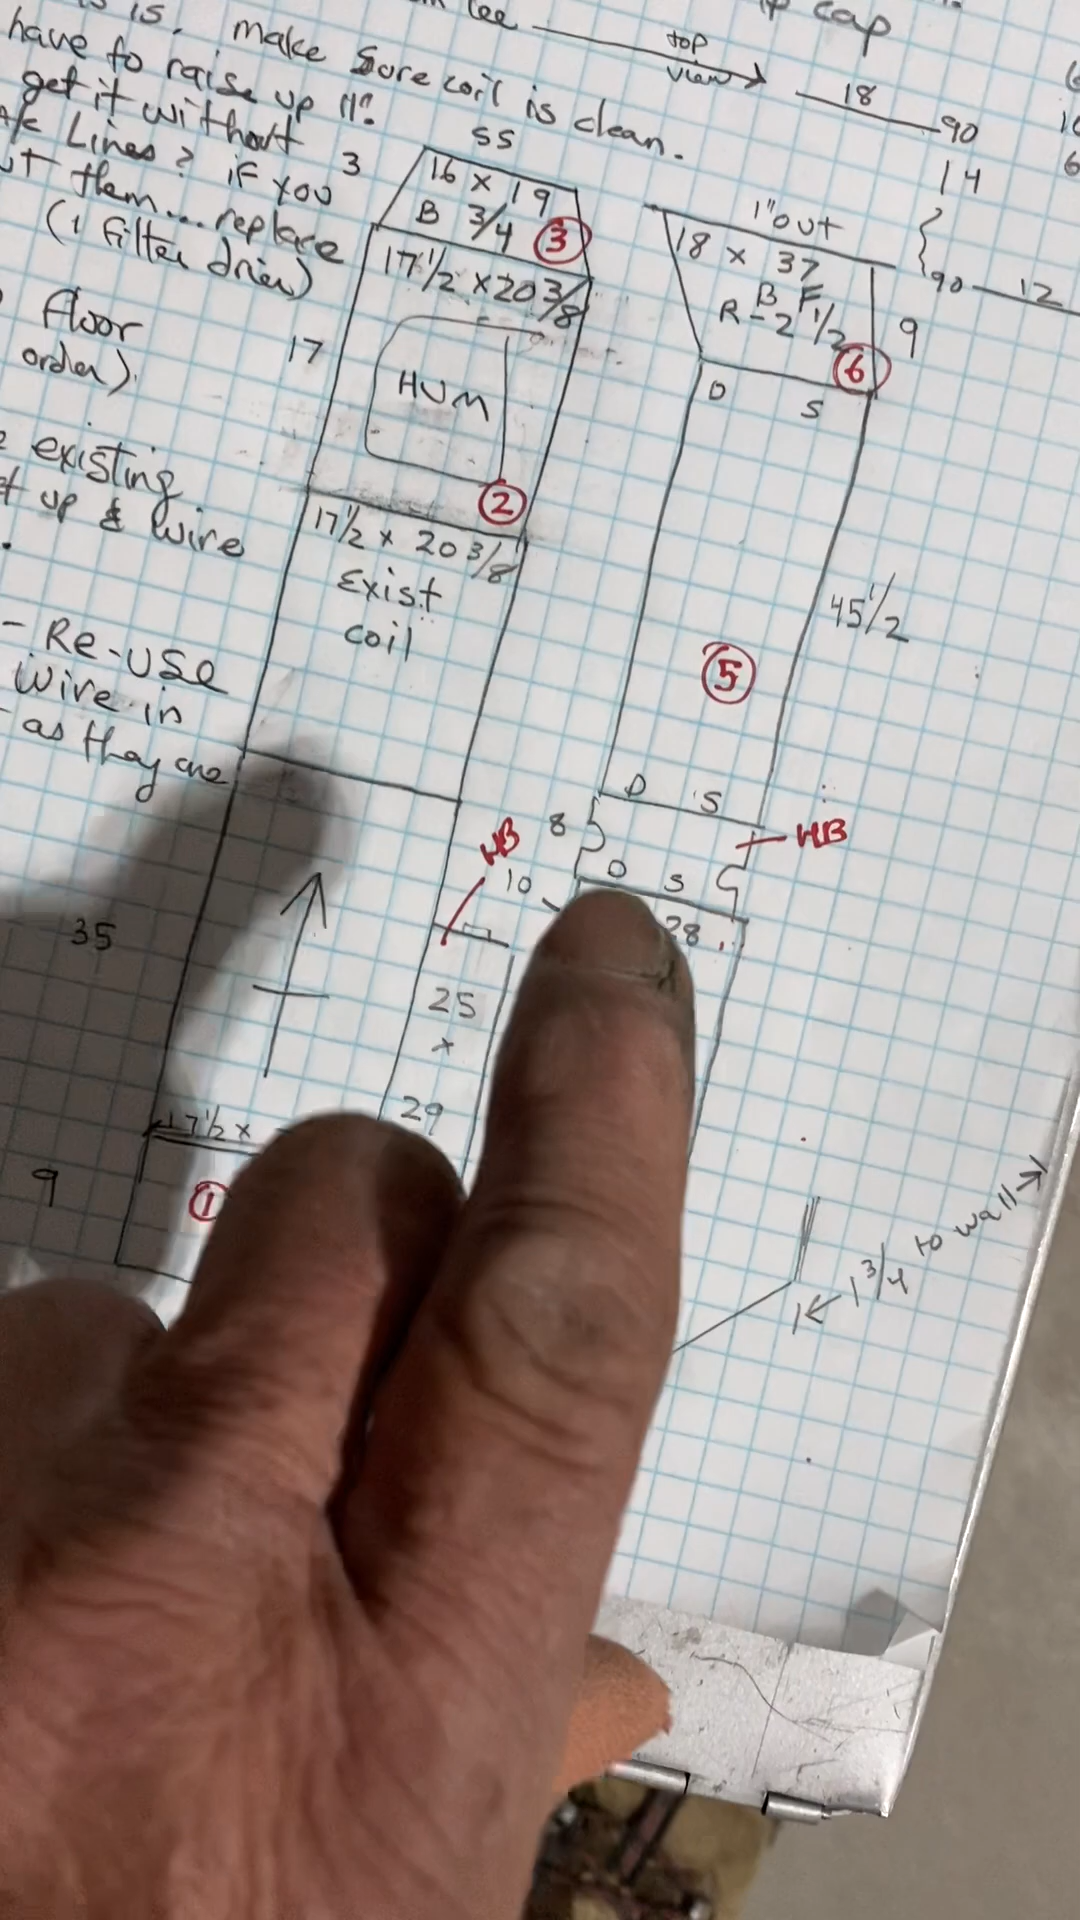 is. make sure coil is clean.
have to raise up 11".
get it without
A/C Lines? if you
them... replace
(1 filter drier)
floor
order).
existing
up & wire
- Re-use
wire in
as they are
cap
top
view
18
90
14
90
12
3
SS
16 x 19
B 3/4
3
17 1/2 x 20 3/8
17
HUM
2
17 1/2 x 20 3/8
Exist
coil
35
17 1/2 x
9
1
WB
10
25
x
29
1" out
18 x 37
B F
R-2 1/2
9
6
D S
45 1/2
5
D S
8
WB
D S
28
1 3/4 to wall